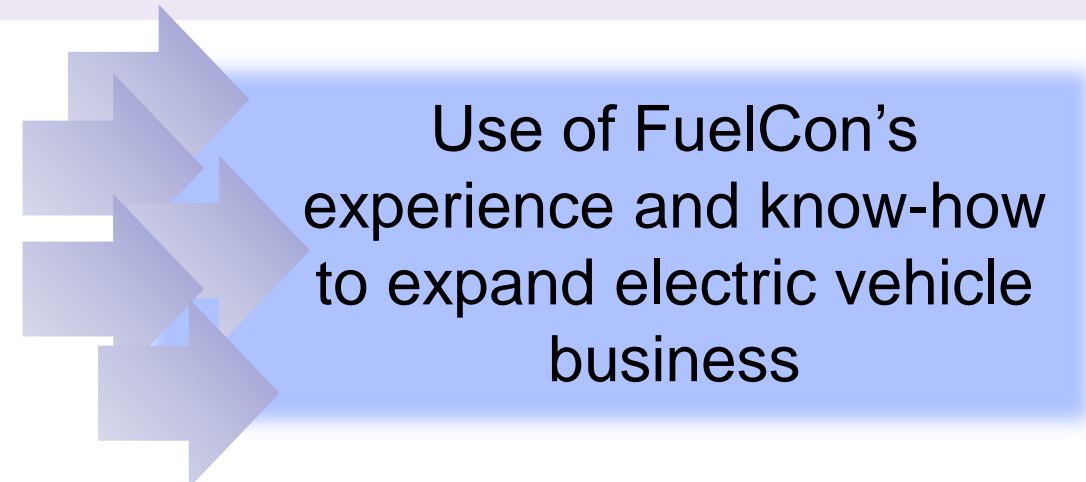 Use of FuelCon’s
experience and know-how
to expand electric vehicle
business